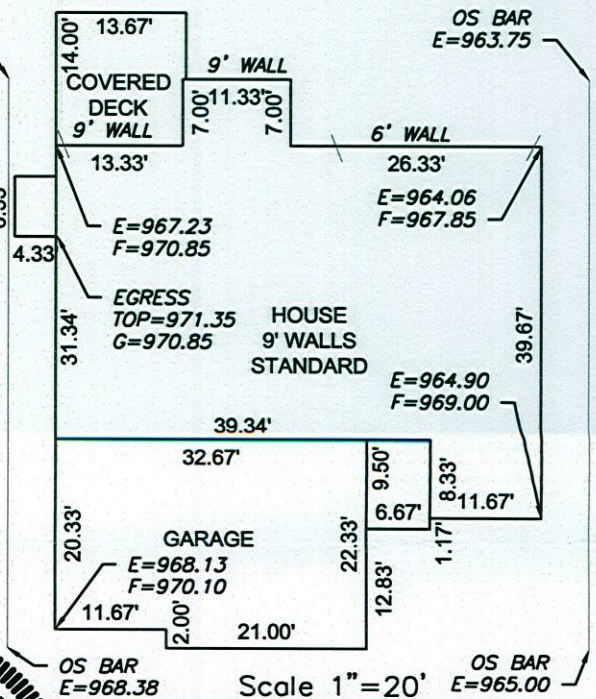 13.67'
OS BAR
E=963.75
14.00'
COVERED
DECK
9' WALL
11.33'
7.00'
7.00'
9' WALL
13.33'
6' WALL
26.33'
E=964.06
F=967.85
E=967.23
F=970.85
4.33'
EGRESS
TOP=971.35
G=970.85
31.34'
HOUSE
9' WALLS
STANDARD
39.67'
E=964.90
F=969.00
39.34'
32.67'
9.50'
8.33'
6.67'
11.67'
1.17'
20.33'
GARAGE
22.33'
E=968.13
F=970.10
12.83'
11.67'
2.00'
21.00'
OS BAR
E=968.38
Scale 1"=20'
OS BAR
E=965.00